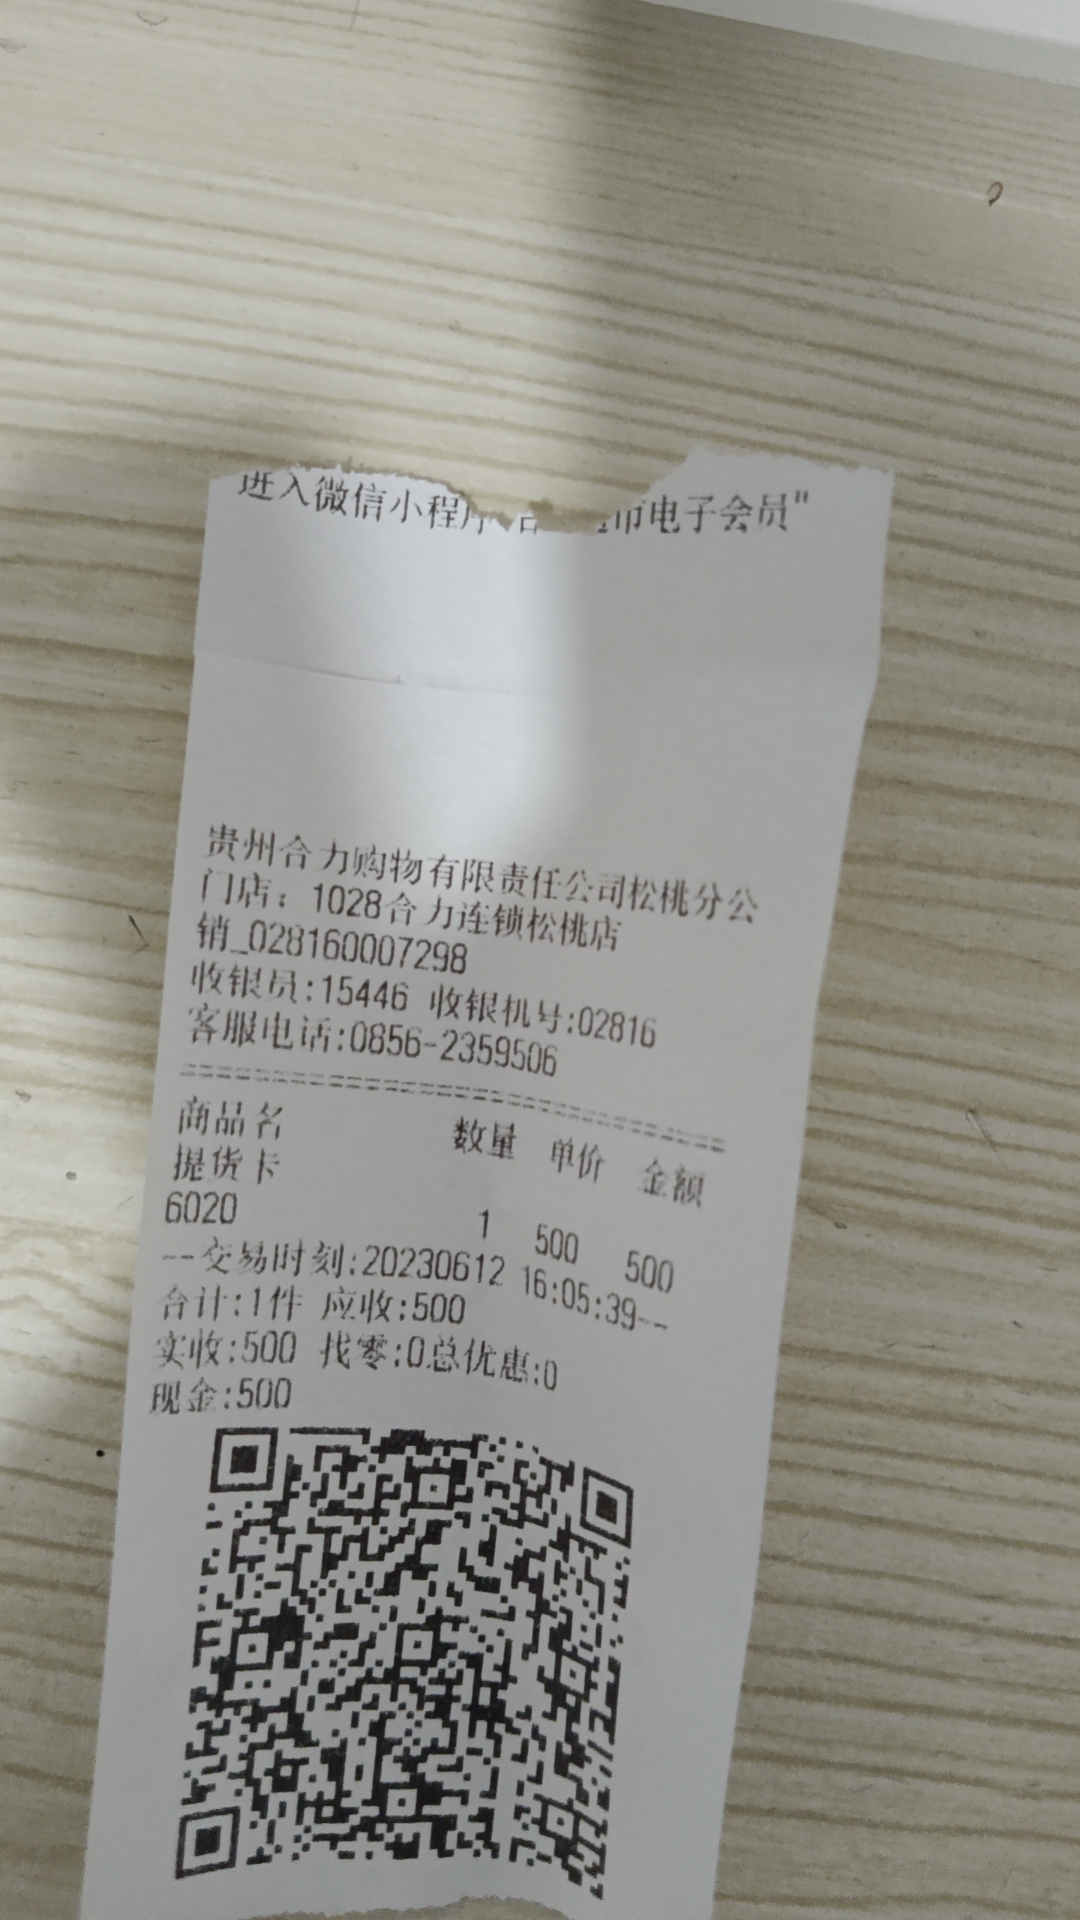 进入微信小程序 市电子会员"
贵州合力购物有限责任公司松桃分公
门店：1028合力连锁松桃店
销_028160007298
收银员:15446 收银机号:02816
客服电话:0856-2359506
商品名 数量 单价 金额
提货卡
6020 1 500 500
--交易时刻:20230612 16:05:39--
合计:1件 应收:500
实收:500 找零:0总优惠:0
现金:500